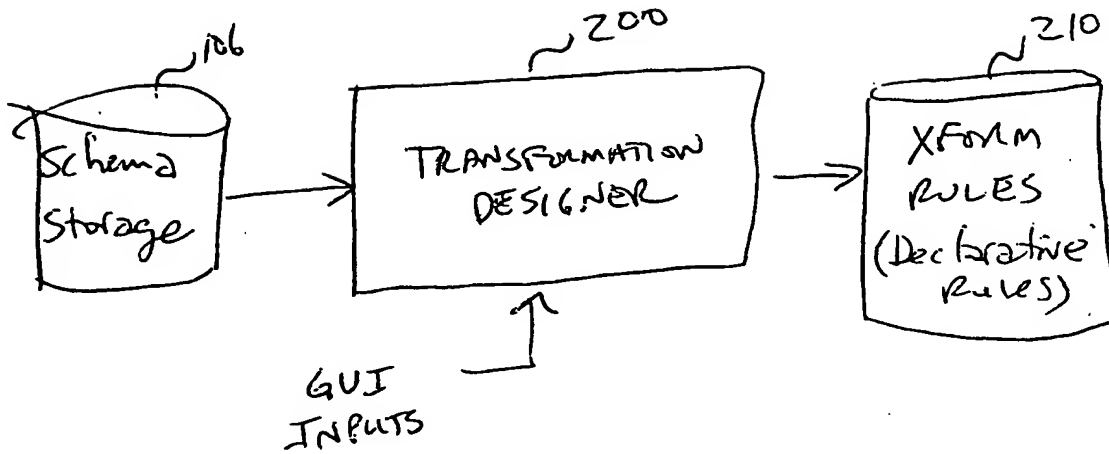 106
200
210
Schema
Storage
TRANSFORMATION
DESIGNER
XFORM
RULES
(Declarative
Rules)
GUI
INPUTS